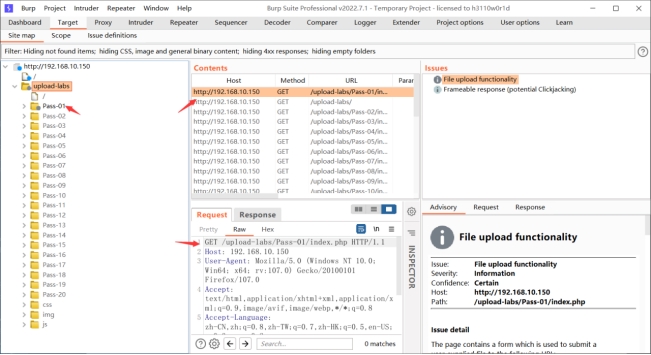 Burp Project Intruder Repeater Window Help
Burp Suite Professional v2022.7.1 - Temporary Project - licensed to h3110w0r1d
Dashboard Target Proxy Intruder Repeater Sequencer Decoder Comparer Logger Extender Project options User options Learn
Site map Scope Issue definitions
Filter: Hiding not found items; hiding CSS, image and general binary content; hiding 4xx responses; hiding empty folders
http://192.168.10.150
/
upload-labs
/
Pass-01
Pass-02
Pass-03
Pass-04
Pass-05
Pass-06
Pass-07
Pass-08
Pass-09
Pass-10
Pass-11
Pass-12
Pass-13
Pass-14
Pass-15
Pass-16
Pass-17
Pass-18
Pass-19
Pass-20
css
img
js
Contents
Host Method URL Paran
http://192.168.10.150 GET /upload-labs/Pass-01/in...
http://192.168.10.150 GET /upload-labs/
http://192.168.10.150 GET /upload-labs/Pass-02/in...
http://192.168.10.150 GET /upload-labs/Pass-03/in...
http://192.168.10.150 GET /upload-labs/Pass-04/in...
http://192.168.10.150 GET /upload-labs/Pass-05/in...
http://192.168.10.150 GET /upload-labs/Pass-06/in...
http://192.168.10.150 GET /upload-labs/Pass-07/in...
http://192.168.10.150 GET /upload-labs/Pass-08/in...
http://192.168.10.150 GET /upload-labs/Pass-09/in...
http://192.168.10.150 GET /upload-labs/Pass-10/in...
Request Response
Pretty Raw Hex
\n
1 GET /upload-labs/Pass-01/index.php HTTP/1.1
2 Host: 192.168.10.150
3 User-Agent: Mozilla/5.0 (Windows NT 10.0;
Win64; x64; rv:107.0) Gecko/20100101
Firefox/107.0
4 Accept:
text/html,application/xhtml+xml,application/x
ml;q=0.9,image/avif,image/webp,*/*;q=0.8
5 Accept-Language:
zh-CN,zh;q=0.8,zh-TW;q=0.7,zh-HK;q=0.5,en-US;
Search... 0 matches
INSPECTOR
Issues
File upload functionality
Frameable response (potential Clickjacking)
Advisory Request Response
File upload functionality
Issue: File upload functionality
Severity: Information
Confidence: Certain
Host: http://192.168.10.150
Path: /upload-labs/Pass-01/index.php
Issue detail
The page contains a form which is used to submit a